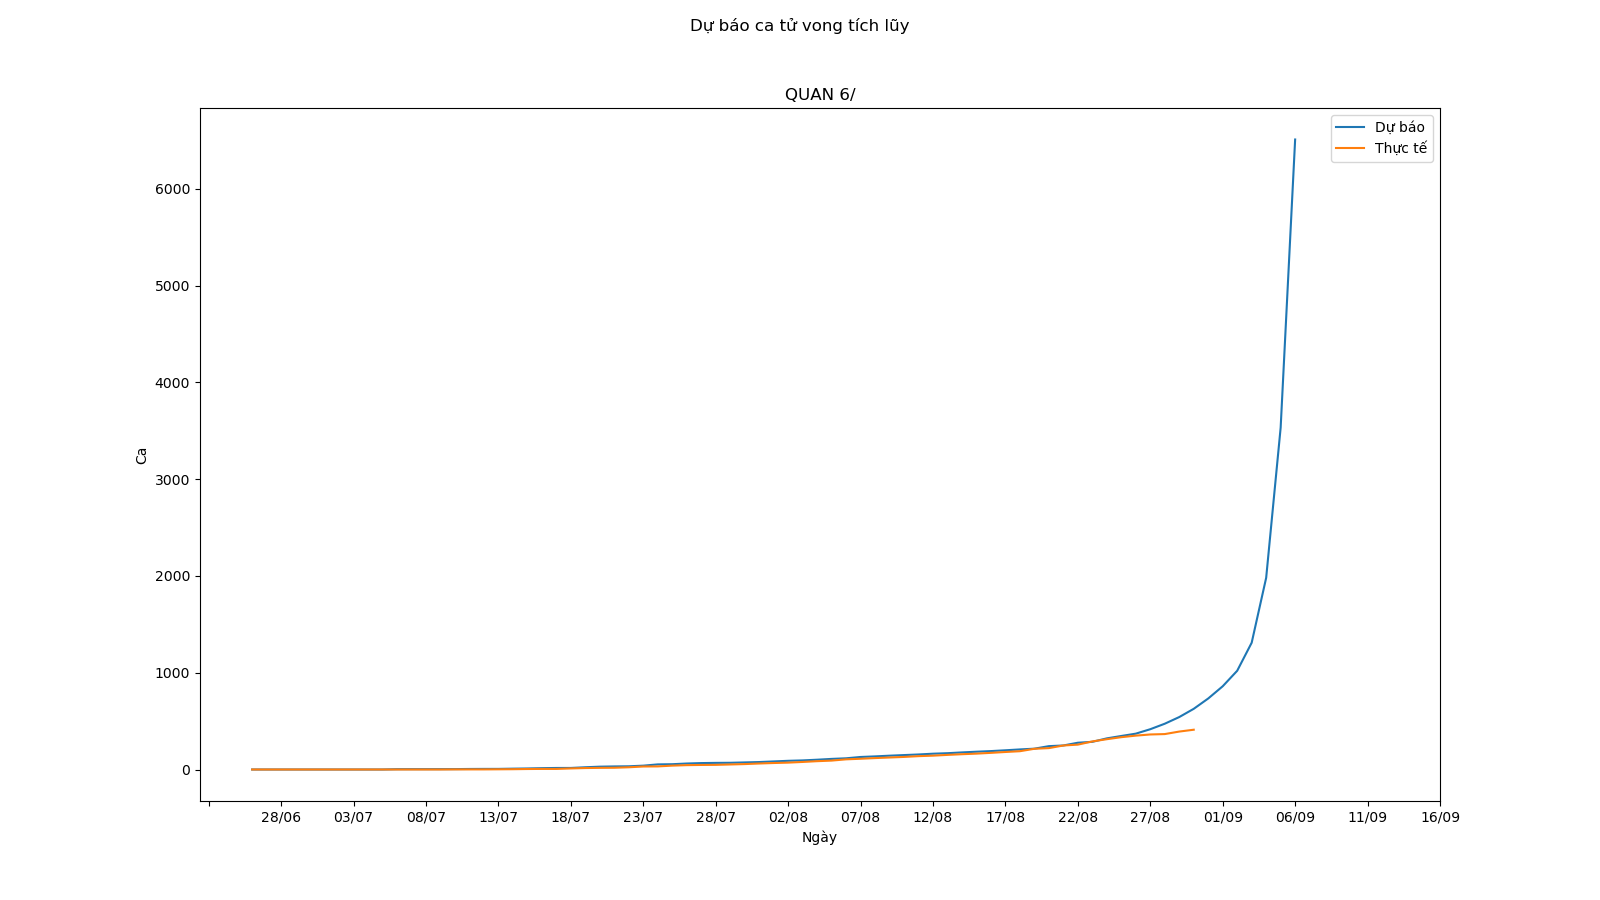 Dự báo ca tử vong tích lũy
QUAN 6/
Dự báo
Thực tế
6000
5000
4000
3000
2000
1000
0
Ca
28/06 03/07 08/07 13/07 18/07 23/07 28/07 02/08 07/08 12/08 17/08 22/08 27/08 01/09 06/09 11/09 16/09
Ngày